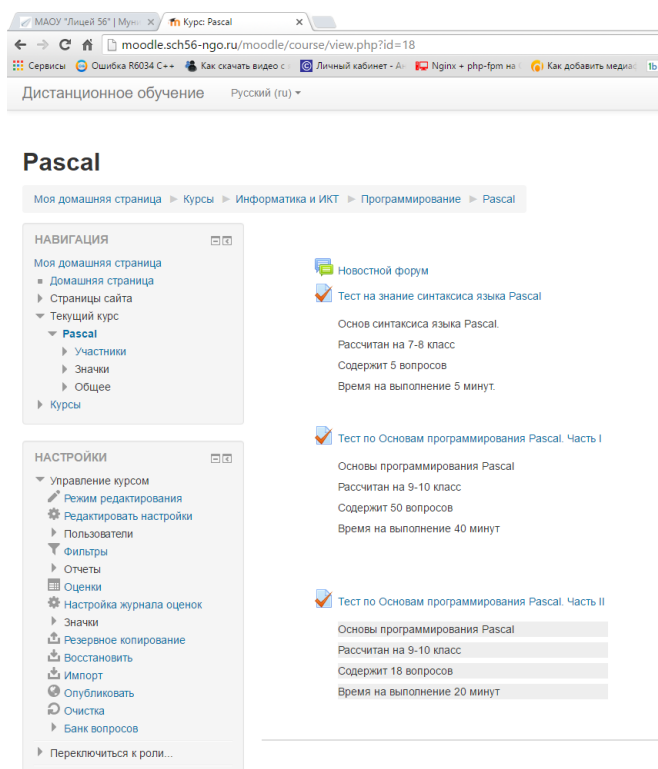 МАОУ "Лицей 56" | Муни
Курс: Pascal
moodle.sch56-ngo.ru/moodle/course/view.php?id=18
Сервисы Ошибка R6034 C++ Как скачать видео с Личный кабинет - А Nginx + php-fpm на Как добавить медиа
Дистанционное обучение Русский (ru)
Pascal
Моя домашняя страница Курсы Информатика и ИКТ Программирование Pascal
НАВИГАЦИЯ
Моя домашняя страница
Домашняя страница
Страницы сайта
Текущий курс
Pascal
Участники
Значки
Общее
Курсы
НАСТРОЙКИ
Управление курсом
Режим редактирования
Редактировать настройки
Пользователи
Фильтры
Отчеты
Оценки
Настройка журнала оценок
Значки
Резервное копирование
Восстановить
Импорт
Опубликовать
Очистка
Банк вопросов
Переключиться к роли...
Новостной форум
Тест на знание синтаксиса языка Pascal
Основ синтаксиса языка Pascal.
Рассчитан на 7-8 класс
Содержит 5 вопросов
Время на выполнение 5 минут.
Тест по Основам программирования Pascal. Часть I
Основы программирования Pascal
Рассчитан на 9-10 класс
Содержит 50 вопросов
Время на выполнение 40 минут
Тест по Основам программирования Pascal. Часть II
Основы программирования Pascal
Рассчитан на 9-10 класс
Содержит 18 вопросов
Время на выполнение 20 минут